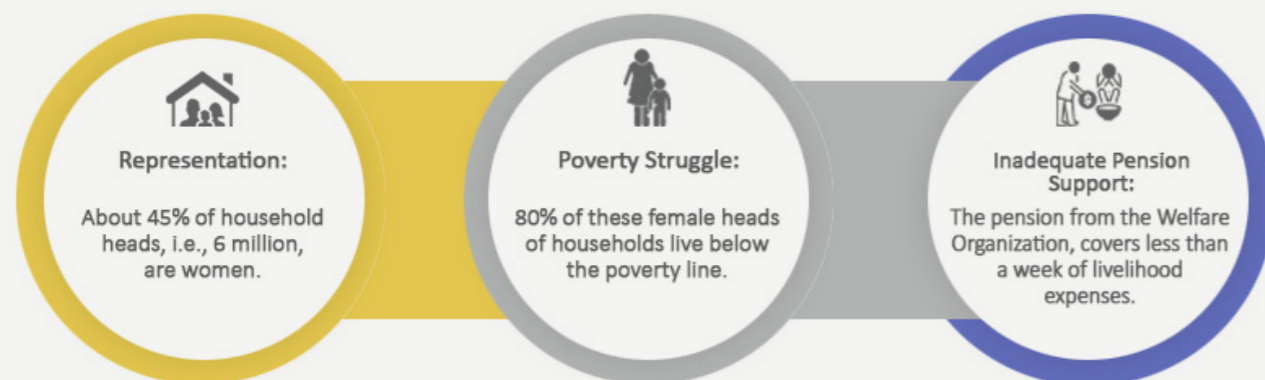 Representation:
About 45% of household
heads, i.e., 6 million,
are women.
Poverty Struggle:
80% of these female heads
of households live below
the poverty line.
Inadequate Pension
Support:
The pension from the Welfare
Organization, covers less than
a week of livelihood
expenses.